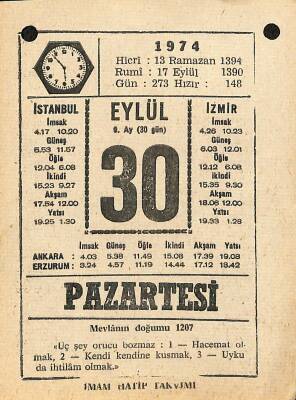 1974
Hicri : 13 Ramazan 1394
Rumî : 17 Eylül 1390
Gün : 273 Hızır : 148
İSTANBUL
İmsak
4.17 10.20
Güneş
5.53 11.57
Öğle
12.04 6.08
İkindi
15.23 9.27
Akşam
17.54 12.00
Yatsı
19.25 1.30
EYLÜL
9. Ay (30 gün)
30
İZMİR
İmsak
4.26 10.23
Güneş
6.03 12.01
Öğle
12.12 6.08
İkindi
15.35 9.30
Akşam
18.06 12.00
Yatsı
19.33 1.28
İmsak Güneş Öğle İkindi Akşam Yatsı
ANKARA : 4.03 5.38 11.49 15.08 17.39 19.08
ERZURUM : 3.24 4.57 11.19 14.44 17.12 18.42
PAZARTESİ
Mevlânın doğumu 1207
«Üç şey orucu bozmaz : 1 — Hacemat ol-
mak, 2 — Kendi kendine kusmak, 3 — Uyku
da ihtilâm olmak.»
İMAM HATİP TAKVİMİ